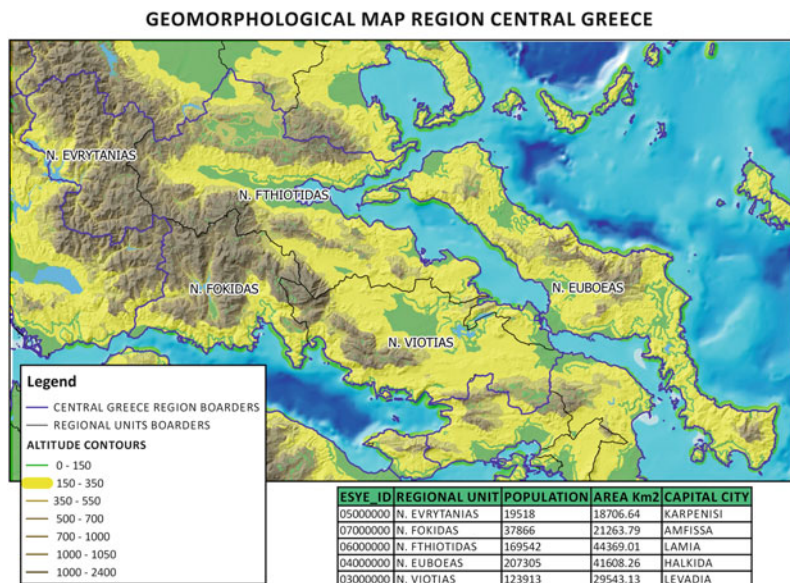 GEOMORPHOLOGICAL MAP REGION CENTRAL GREECE
N. EVRYTANIAS
N. FTHIOTIDAS
N. FOKIDAS
N. EUBOEAS
N. VIOTIAS
Legend
CENTRAL GREECE REGION BOARDERS
REGIONAL UNITS BOARDERS
ALTITUDE CONTOURS
0 - 150
150 - 350
350 - 550
500 - 700
700 - 1000
1000 - 1050
1000 - 2400
ESYE_ID REGIONAL UNIT POPULATION AREA Km2 CAPITAL CITY
05000000 N. EVRYTANIAS 19518 18706.64 KARPENISI
07000000 N. FOKIDAS 37866 21263.79 AMFISSA
06000000 N. FTHIOTIDAS 169542 44369.01 LAMIA
04000000 N. EUBOEAS 207305 41608.26 HALKIDA
03000000 N. VIOTIAS 123913 29543.13 LEVADIA